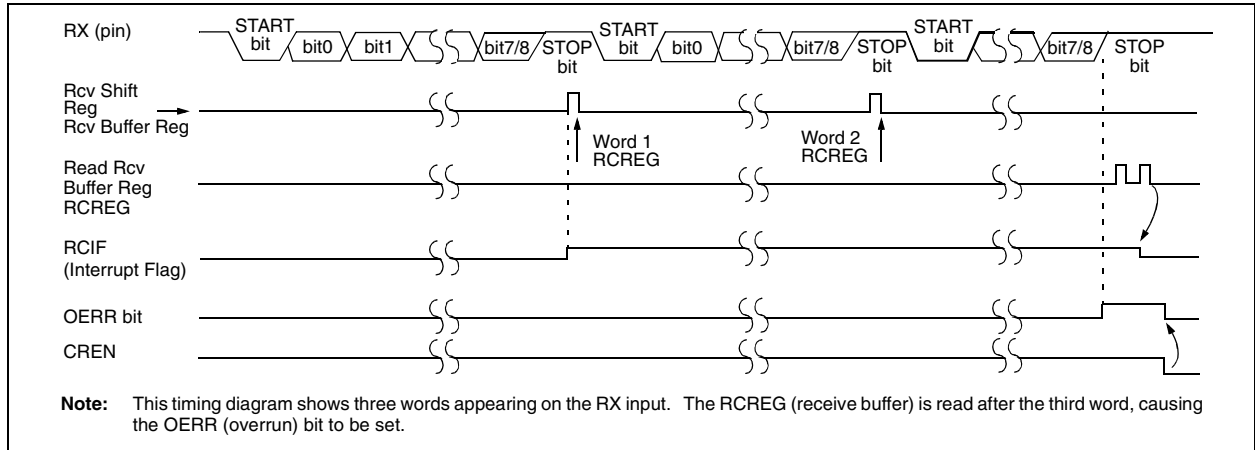 RX (pin)
START bit
bit0
bit1
bit7/8
STOP bit
START bit
bit0
bit7/8
STOP bit
START bit
bit7/8
STOP bit
Rcv Shift
Reg
Rcv Buffer Reg
Word 1
RCREG
Word 2
RCREG
Read Rcv
Buffer Reg
RCREG
RCIF
(Interrupt Flag)
OERR bit
CREN
Note: This timing diagram shows three words appearing on the RX input. The RCREG (receive buffer) is read after the third word, causing
the OERR (overrun) bit to be set.